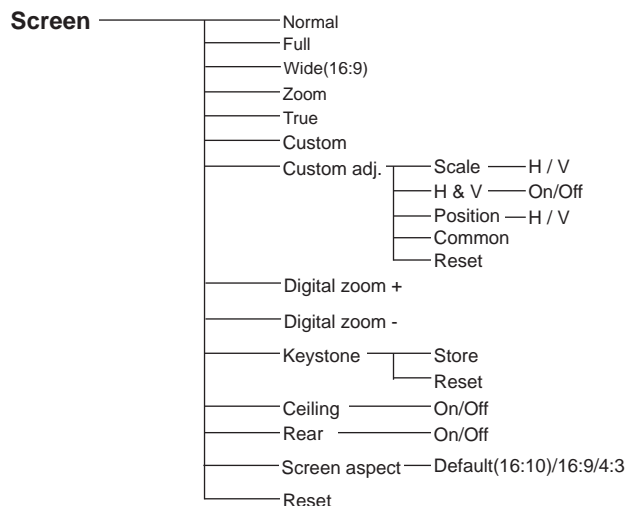 Screen
Normal
Full
Wide(16:9)
Zoom
True
Custom
Custom adj. Scale H / V
H & V On/Off
Position H / V
Common
Reset
Digital zoom +
Digital zoom -
Keystone Store
Reset
Ceiling On/Off
Rear On/Off
Screen aspect Default(16:10)/16:9/4:3
Reset